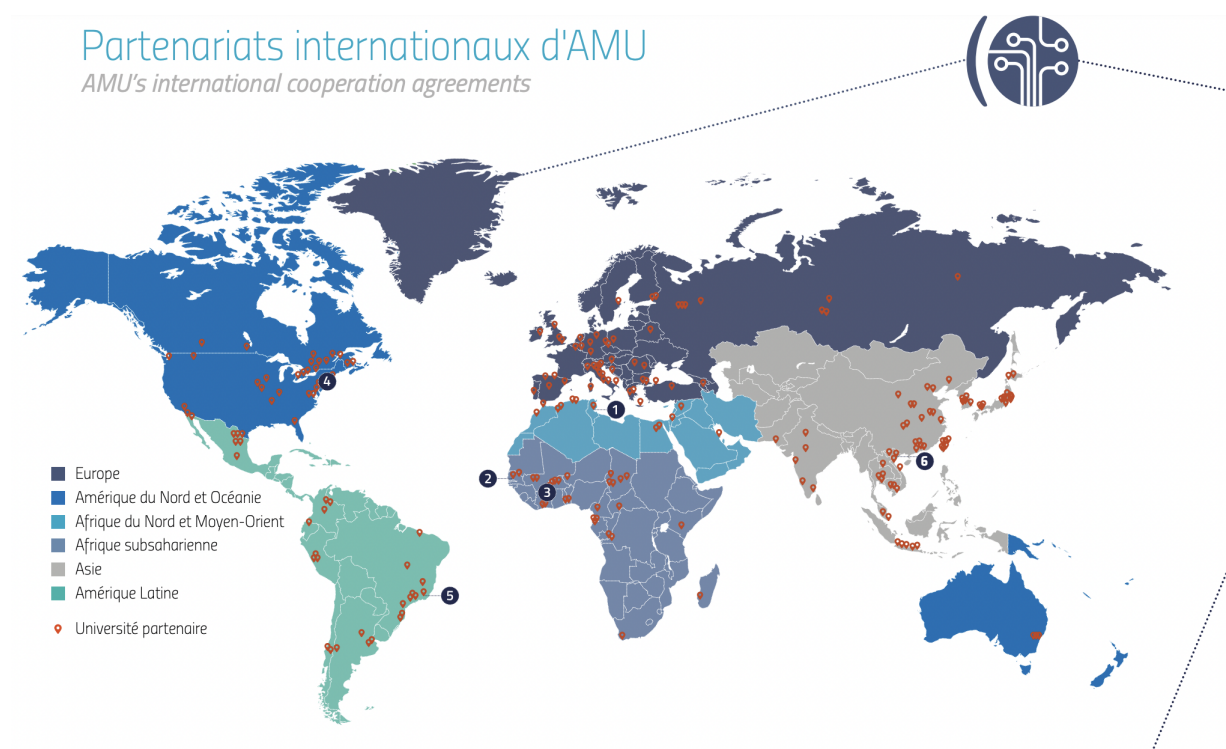 Partenariats internationaux d'AMU
AMU's international cooperation agreements
4
1
2
3
6
5
Europe
Amérique du Nord et Océanie
Afrique du Nord et Moyen-Orient
Afrique subsaharienne
Asie
Amérique Latine
Université partenaire